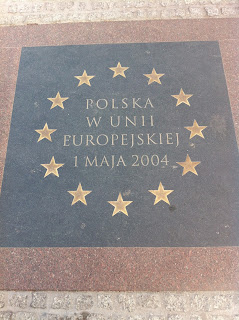 POLSKA
W UNII
EUROPEJSKIEJ
1 MAJA 2004